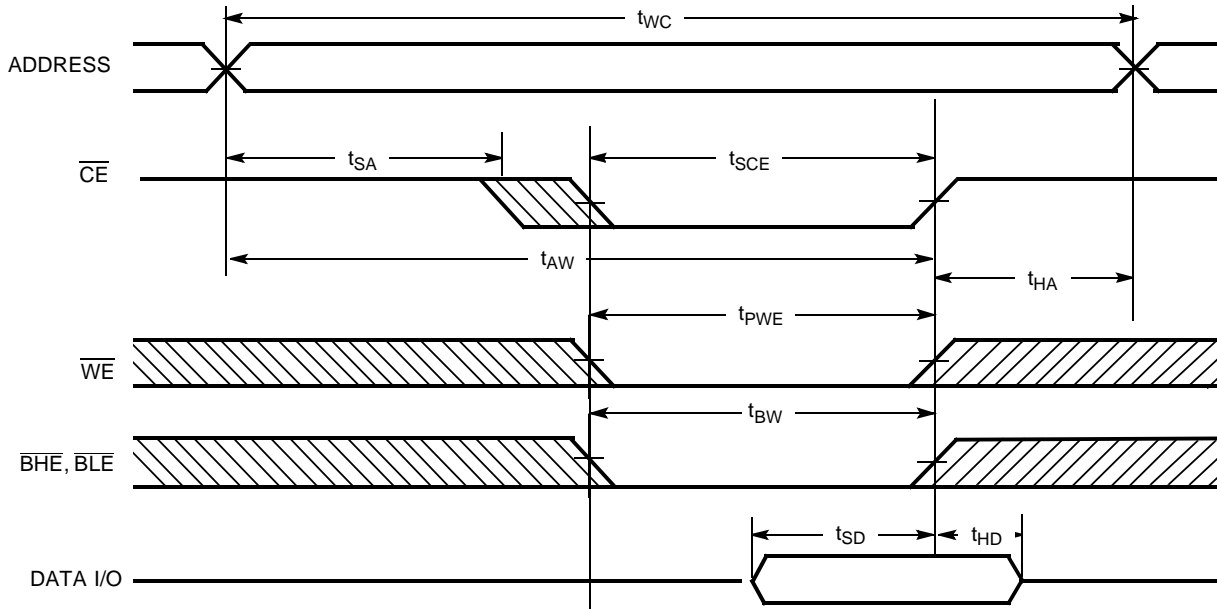 tWC
ADDRESS
tSA
tSCE
CE
tAW
tHA
tPWE
WE
tBW
BHE, BLE
tSD
tHD
DATA I/O